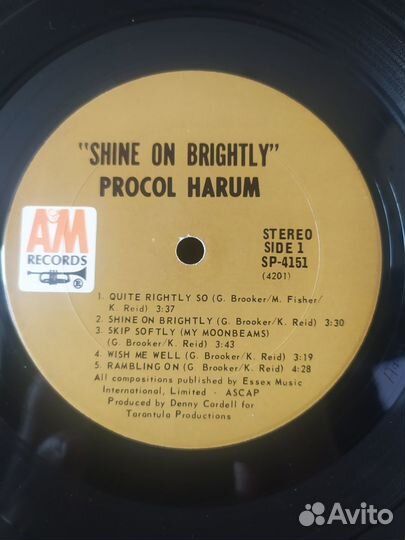 "SHINE ON BRIGHTLY"
PROCOL HARUM
A&M
RECORDS
®
STEREO
SIDE 1
SP-4151
(4201)
1. QUITE RIGHTLY SO (G. Brooker/M. Fisher/
K. Reid) 3:37
2. SHINE ON BRIGHTLY (G. Brooker/K. Reid) 3:30
3. SKIP SOFTLY (MY MOONBEAMS)
(G. Brooker/K. Reid) 3:43
4. WISH ME WELL (G. Brooker/K. Reid) 3:19
5. RAMBLING ON (G. Brooker/K. Reid) 4:28
All compositions published by Essex Music
International, Limited - ASCAP
Produced by Denny Cordell for
Tarantula Productions
Avito